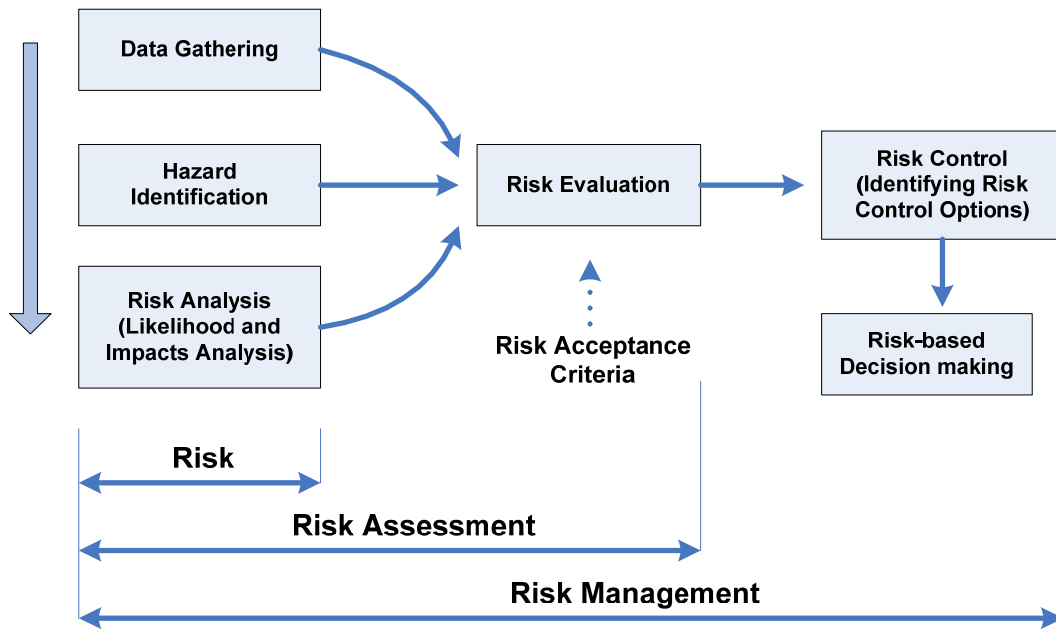 Data Gathering
Hazard
Identification
Risk Analysis
(Likelihood and
Impacts Analysis)
Risk Evaluation
Risk Acceptance
Criteria
Risk Control
(Identifying Risk
Control Options)
Risk-based
Decision making
Risk
Risk Assessment
Risk Management